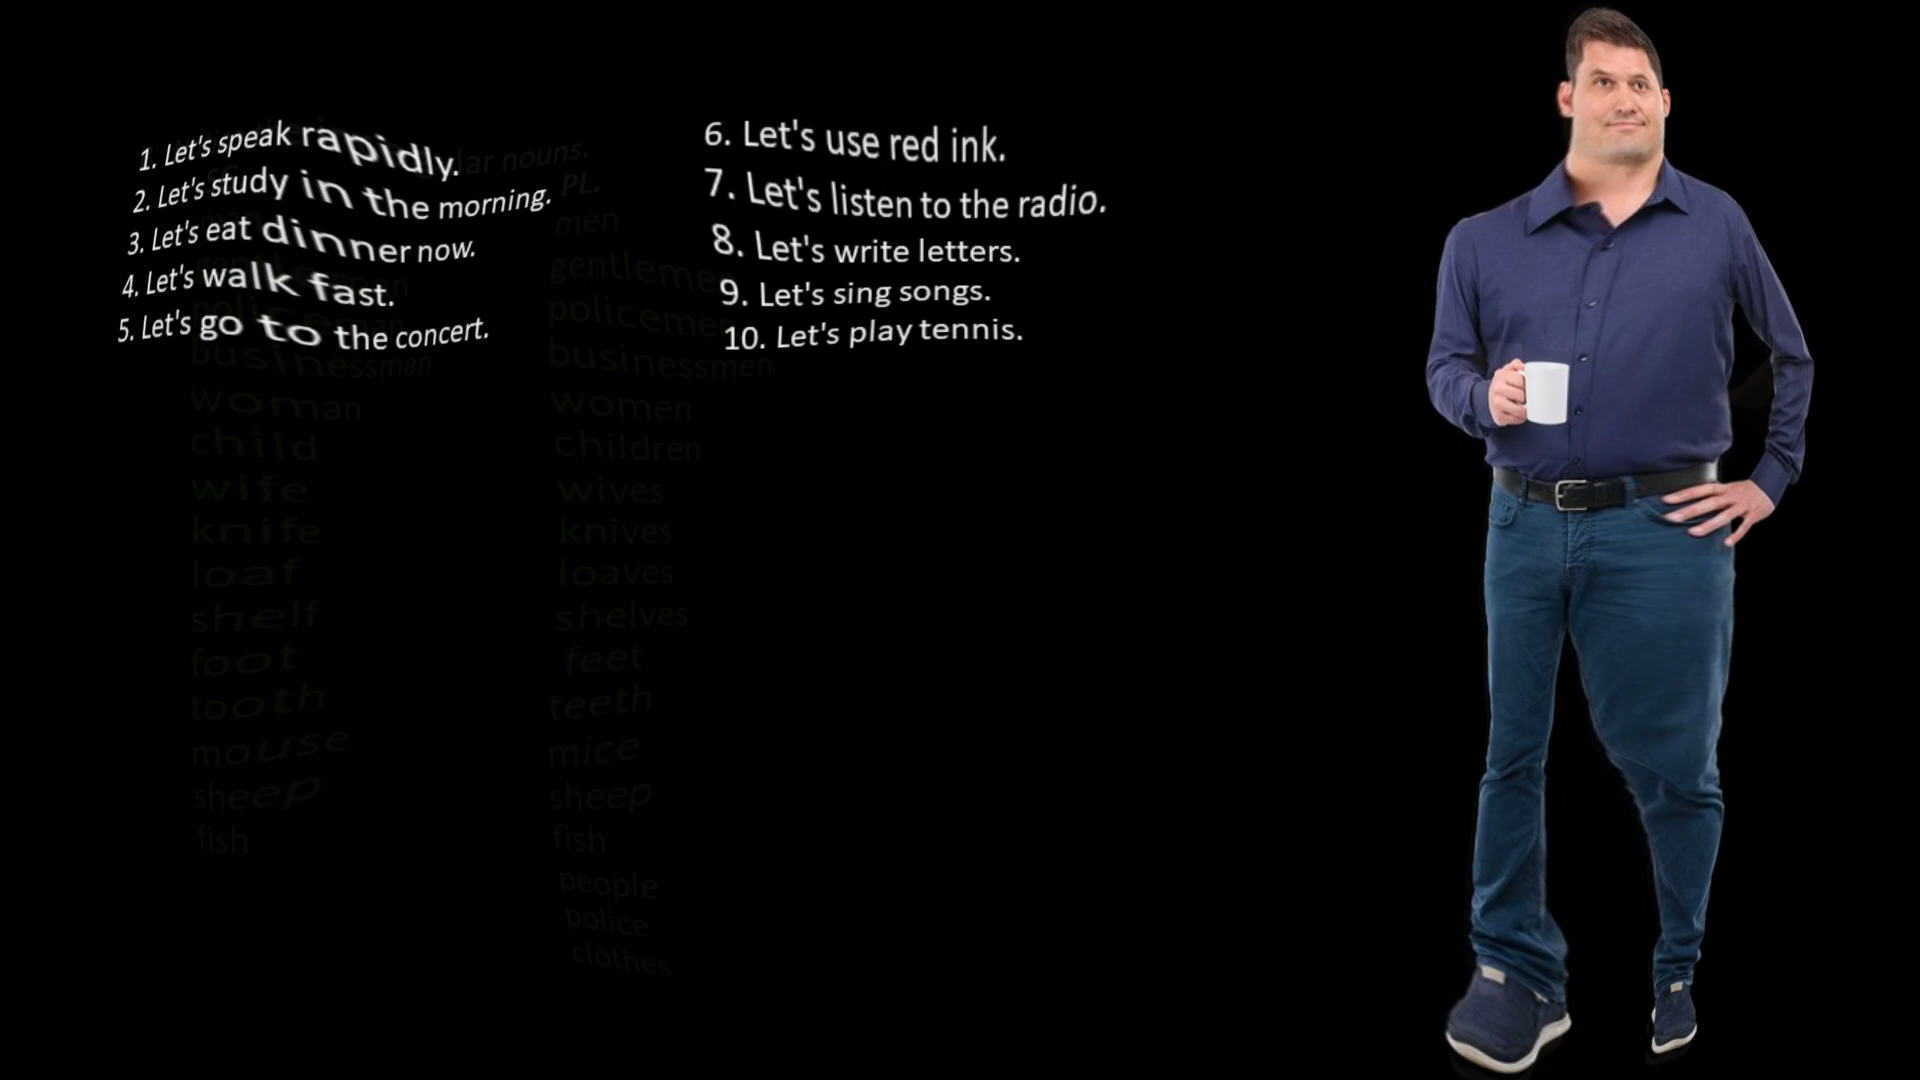 1. Let's speak rapidly.
2. Let's study in the morning.
3. Let's eat dinner now.
4. Let's walk fast.
5. Let's go to the concert.
6. Let's use red ink.
7. Let's listen to the radio.
8. Let's write letters.
9. Let's sing songs.
10. Let's play tennis.
lar nouns.
PL.
men
gentlemen
policemen
businessman businessmen
woman women
child children
wife wives
knife knives
loaf loaves
shelf shelves
foot feet
tooth teeth
mouse mice
sheep sheep
fish fish
people
police
clothes